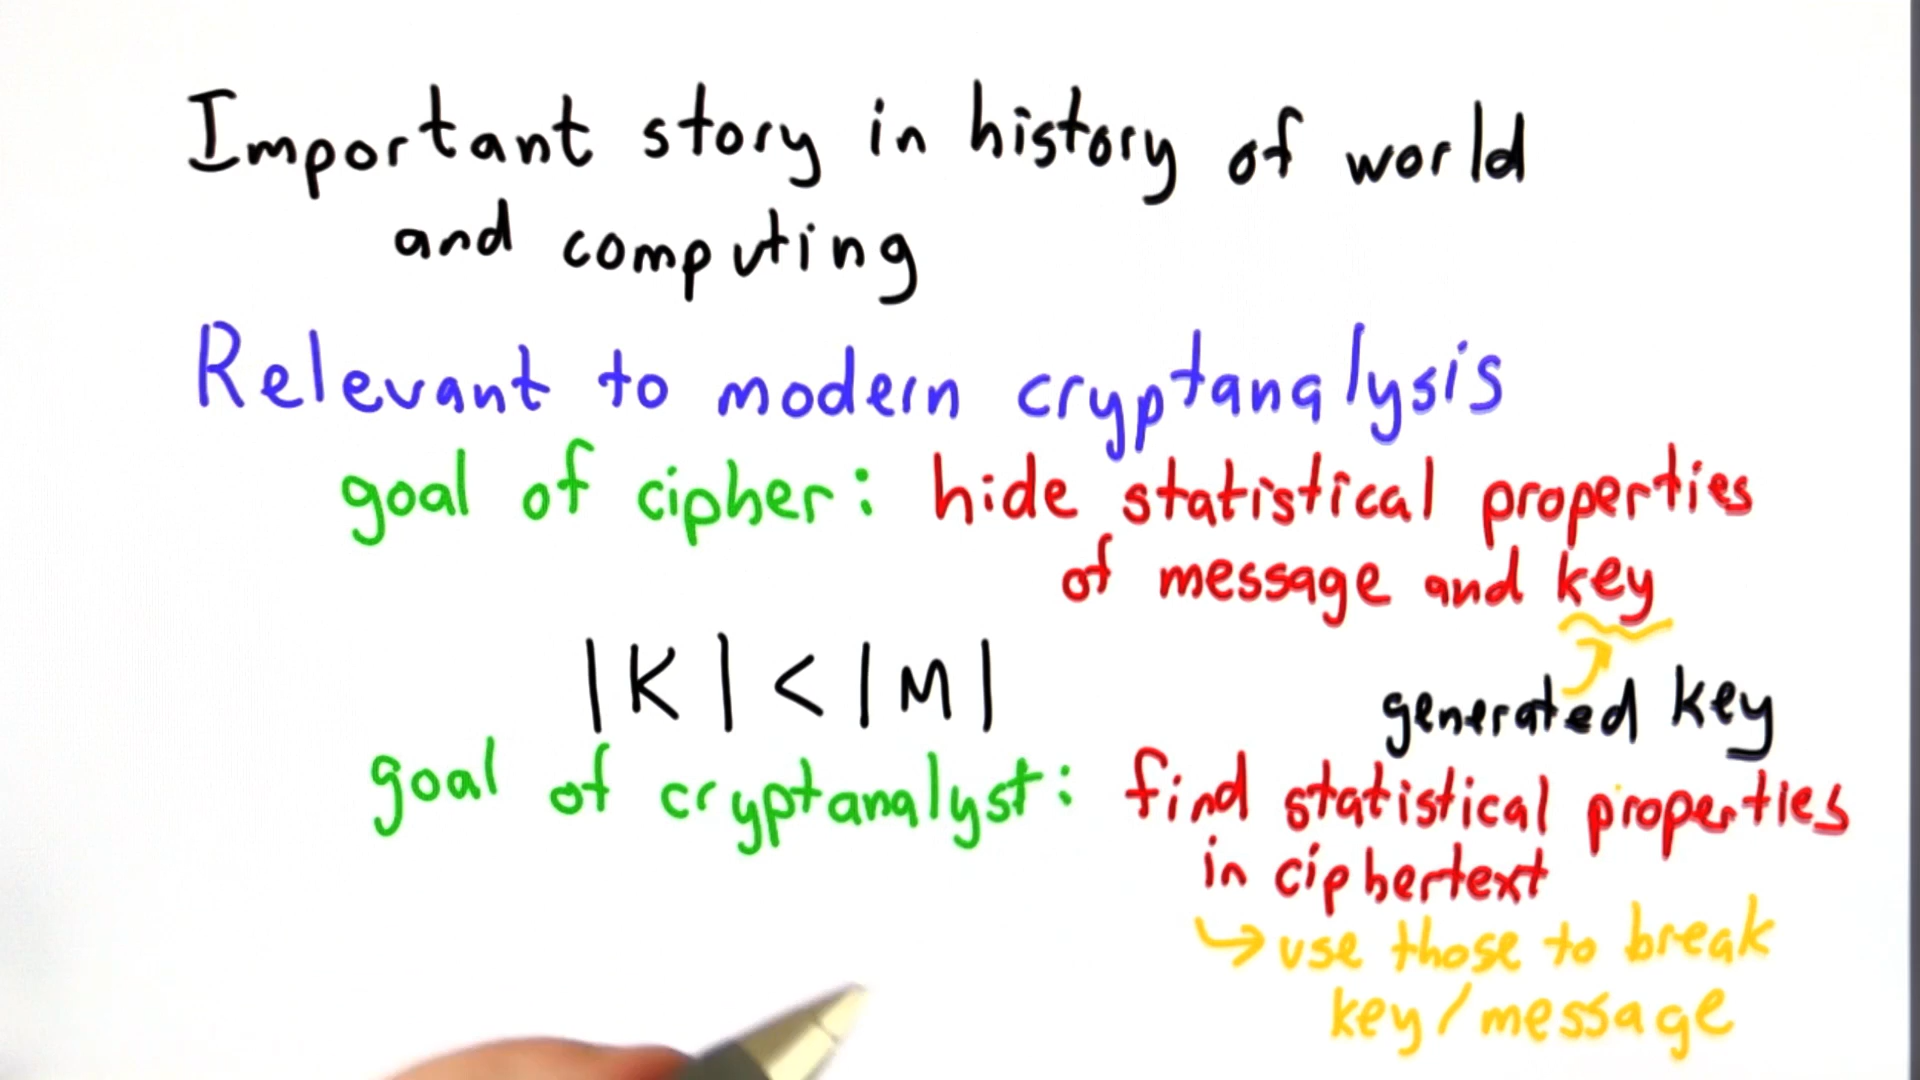 Important story in history of world
and computing
Relevant to modern cryptanalysis
goal of cipher: hide statistical properties
of message and key
|K| < |M|
generated key
goal of cryptanalyst: find statistical properties
in ciphertext
↳ use those to break
key/message